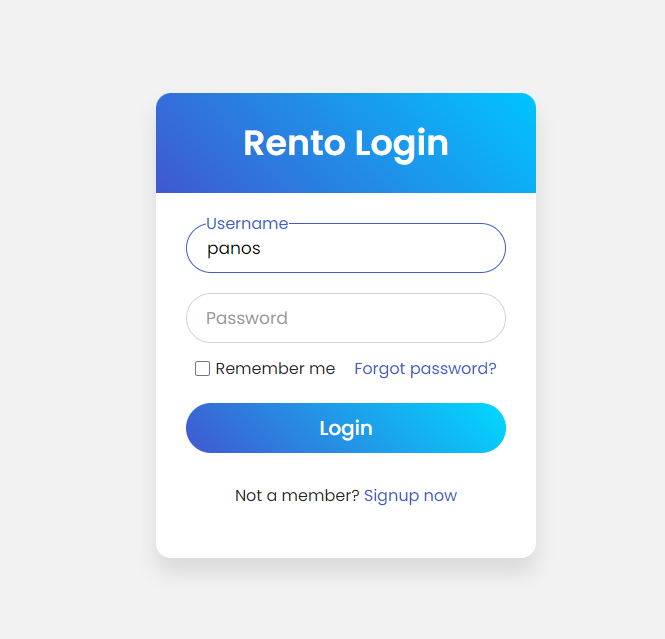 Rento Login
Username
panos
Password
Remember me Forgot password?
Login
Not a member? Signup now